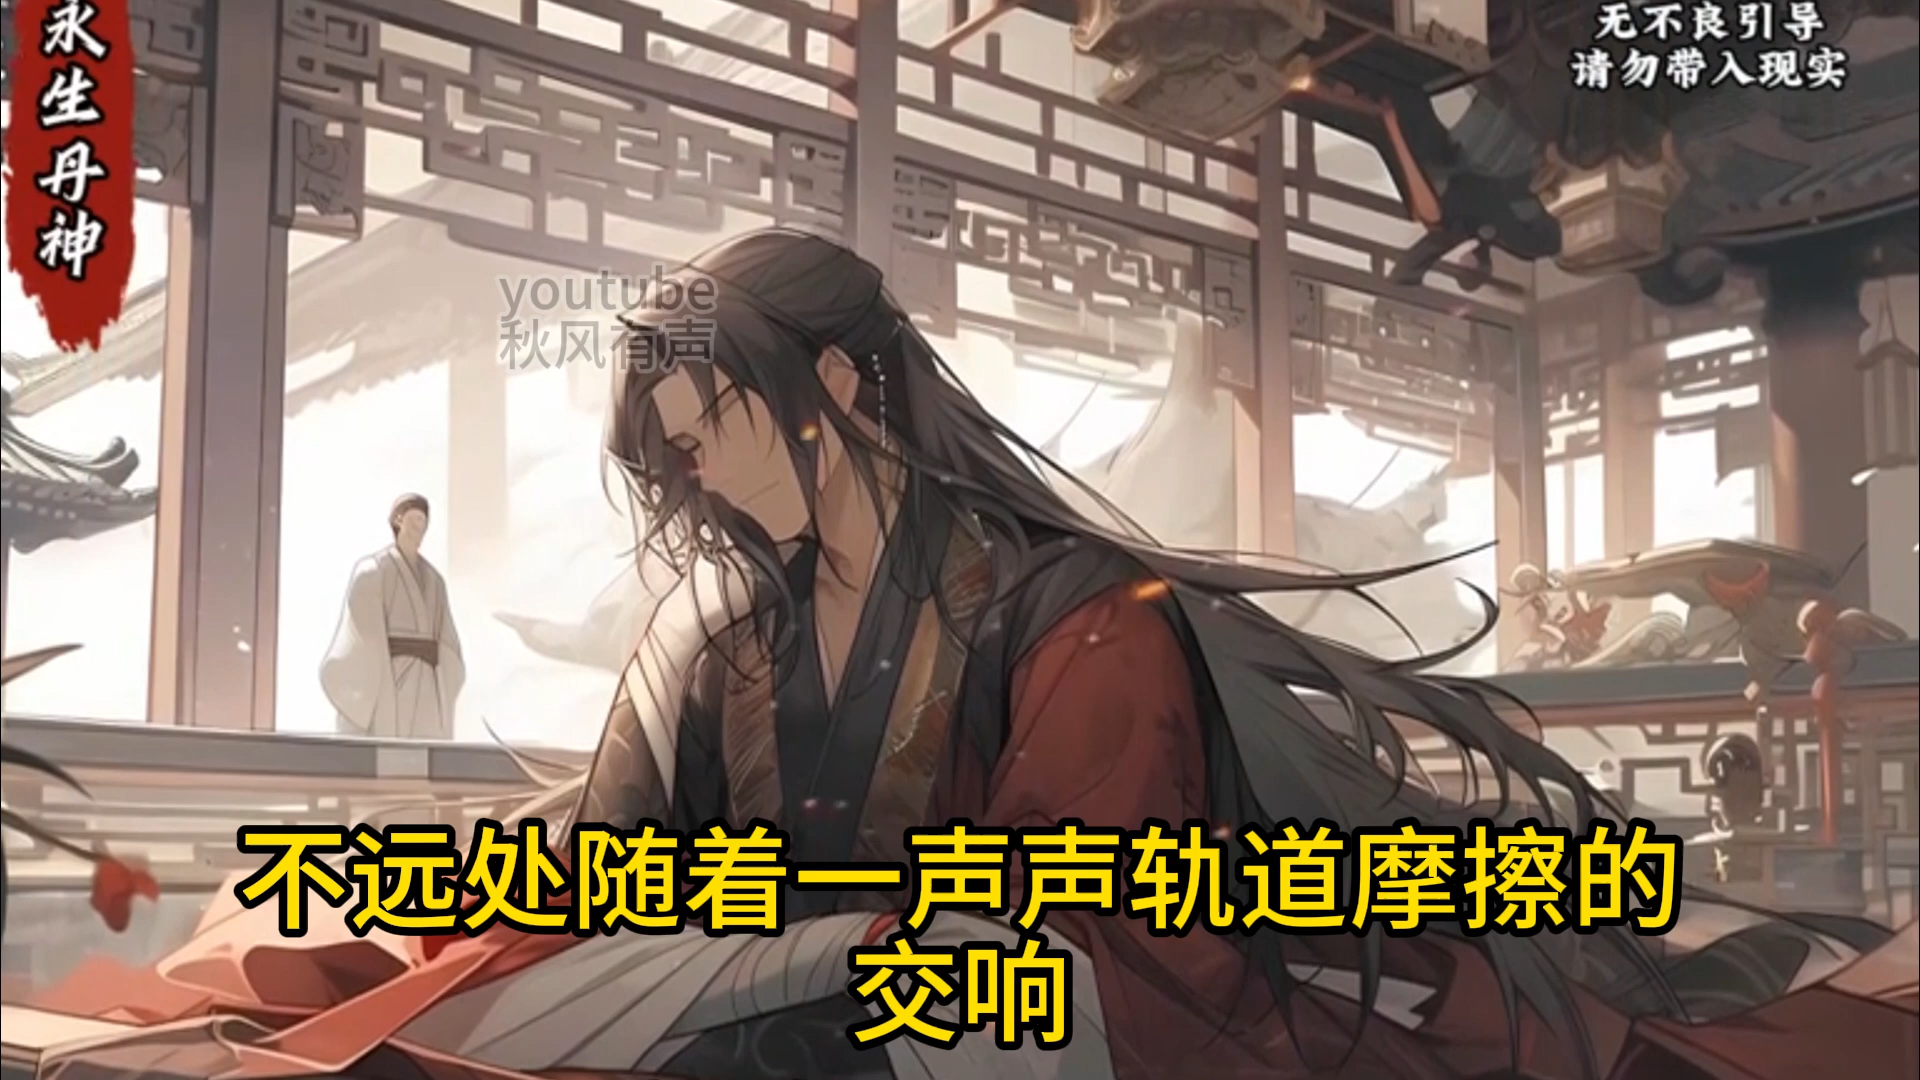 永生丹神
无不良引导
请勿带入现实
youtube
秋风有声
不远处随着一声声轨道摩擦的
交响